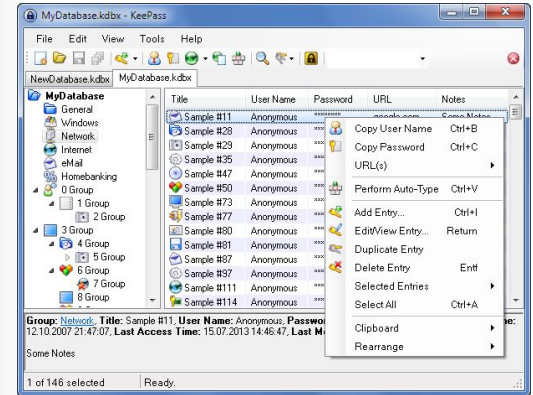 MyDatabase.kdbx - KeePass
File Edit View Tools Help
NewDatabase.kdbx MyDatabase.kdbx
MyDatabase
General
Windows
Network
Internet
eMail
Homebanking
0 Group
1 Group
2 Group
3 Group
4 Group
5 Group
6 Group
7 Group
8 Group
Title User Name Password URL Notes
Sample #11 Anonymous ******** google.com Some Notes
Sample #28 Anonymous ***
Sample #29 Anonymous ***
Sample #35 Anonymous ***
Sample #47 Anonymous ***
Sample #50 Anonymous ***
Sample #73 Anonymous ***
Sample #77 Anonymous ***
Sample #80 Anonymous ***
Sample #81 Anonymous ***
Sample #87 Anonymous ***
Sample #97 Anonymous ***
Sample #111 Anonymous ***
Sample #114 Anonymous ***
Copy User Name Ctrl+B
Copy Password Ctrl+C
URL(s)
Perform Auto-Type Ctrl+V
Add Entry... Ctrl+I
Edit/View Entry... Return
Duplicate Entry
Delete Entry Entf
Selected Entries
Select All Ctrl+A
Clipboard
Rearrange
Group: Network, Title: Sample #11, User Name: Anonymous, Passwo
12.10.2007 21:47:07, Last Access Time: 15.07.2013 14:46:47, Last M
Some Notes
1 of 146 selected Ready.